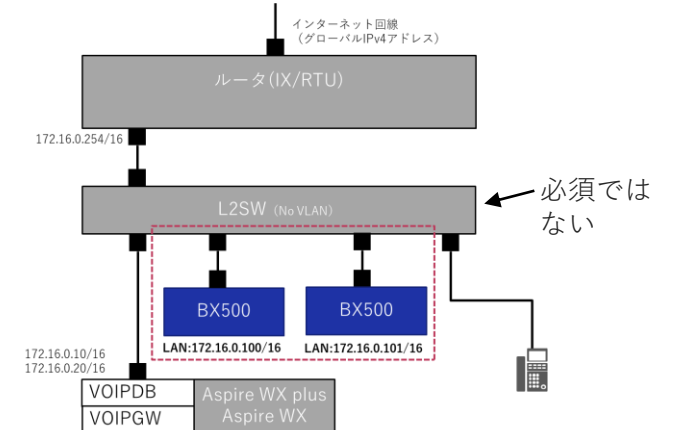 インターネット回線
（グローバルIPv4アドレス）
ルータ(IX/RTU)
172.16.0.254/16
L2SW（No VLAN）
必須では
ない
BX500
BX500
LAN:172.16.0.100/16
LAN:172.16.0.101/16
172.16.0.10/16
172.16.0.20/16
VOIPDB
VOIPGW
Aspire WX plus
Aspire WX